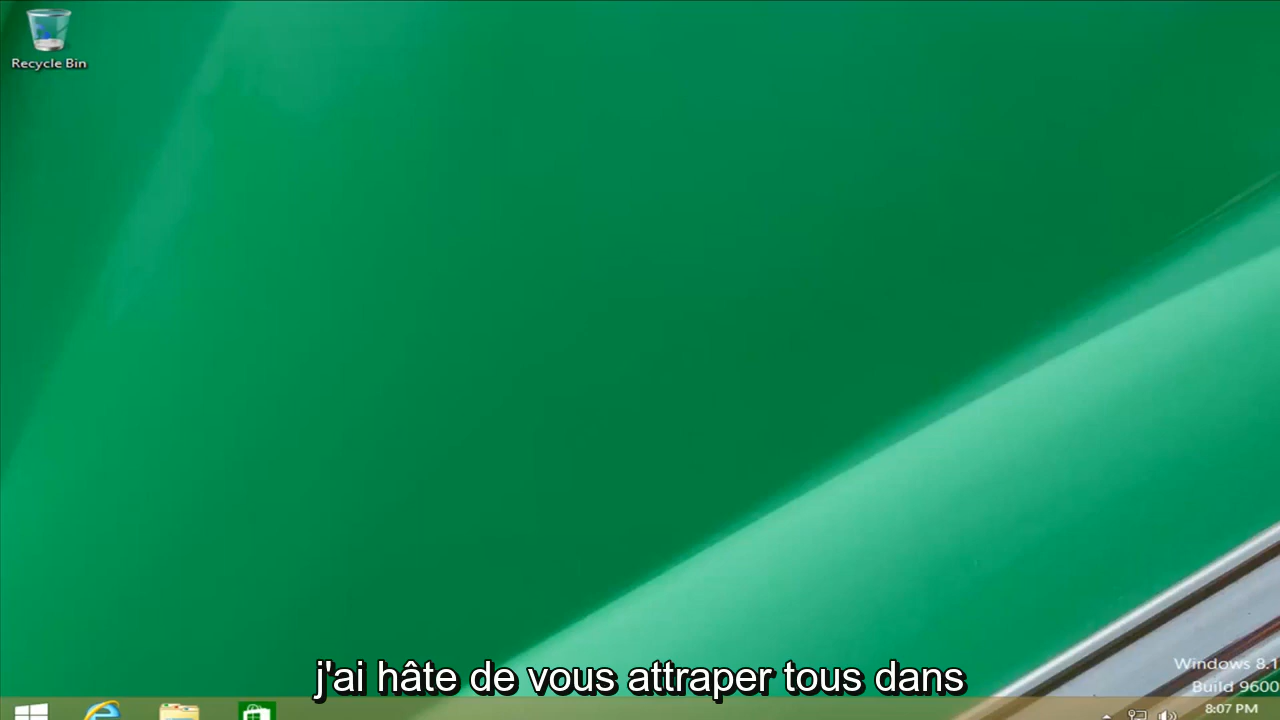 Recycle Bin
j'ai hâte de vous attraper tous dans
Windows 8.1
Build 9600
8:07 PM